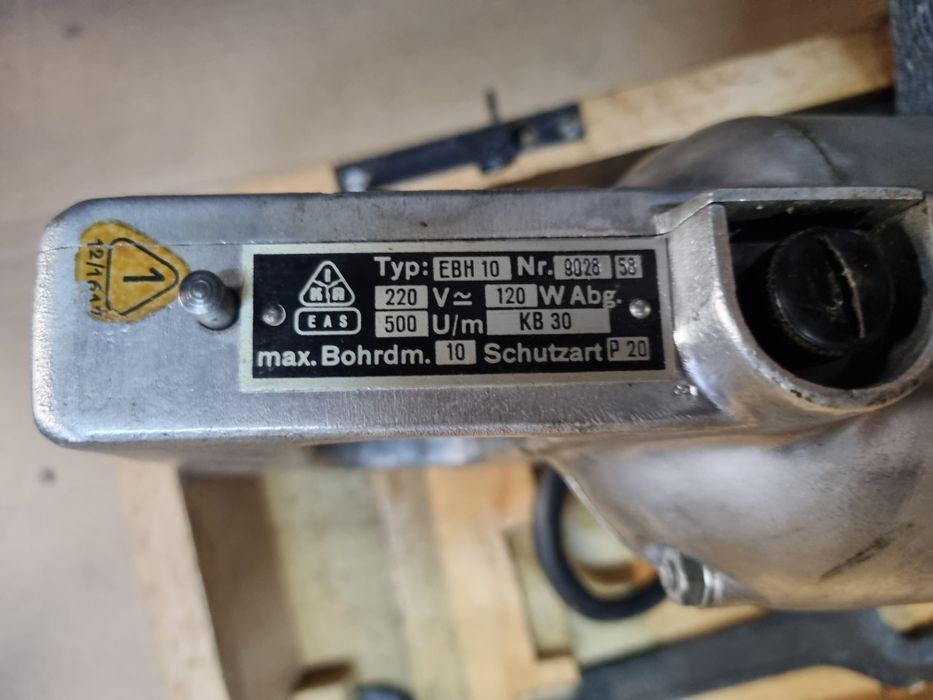 Typ: EBH 10 Nr. 9028 58
IKA
EAS
220 V≃ 120 W Abg.
500 U/m KB 30
max. Bohrdm. 10 Schutzart P 20
1